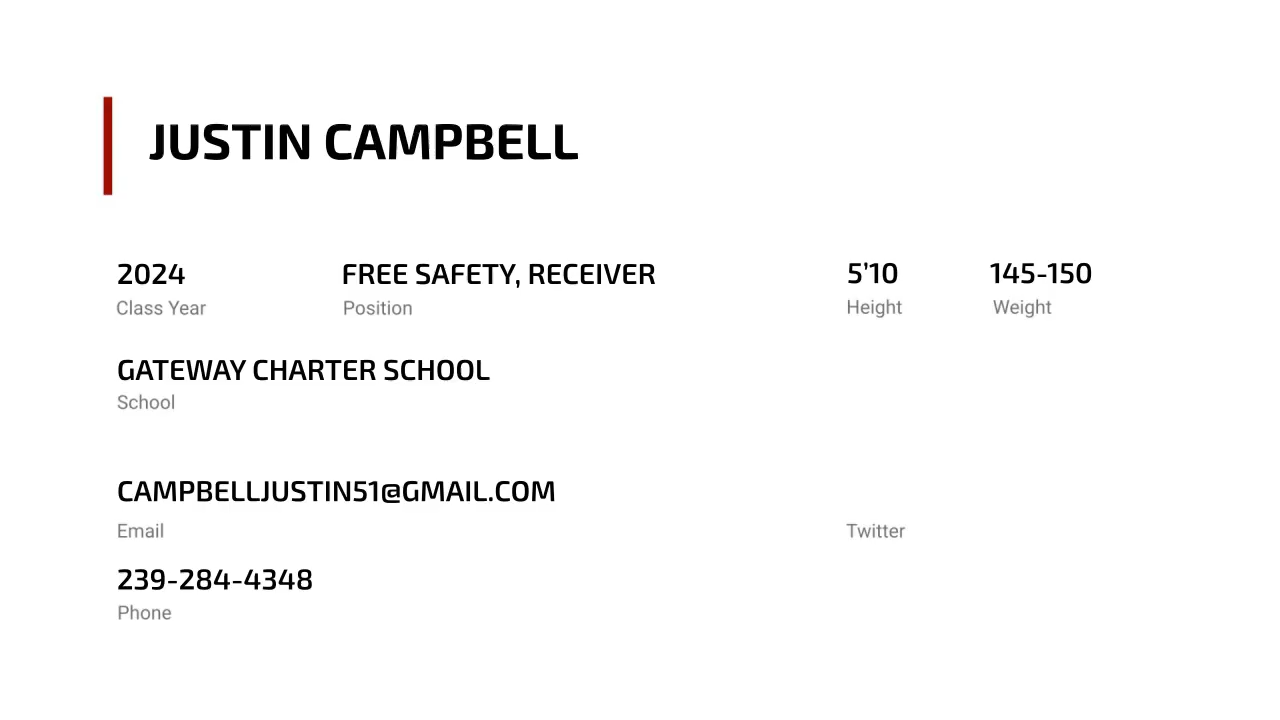 JUSTIN CAMPBELL
2024 FREE SAFETY, RECEIVER 5'10 145-150
Class Year Position Height Weight
GATEWAY CHARTER SCHOOL
School
CAMPBELLJUSTIN51@GMAIL.COM
Email Twitter
239-284-4348
Phone